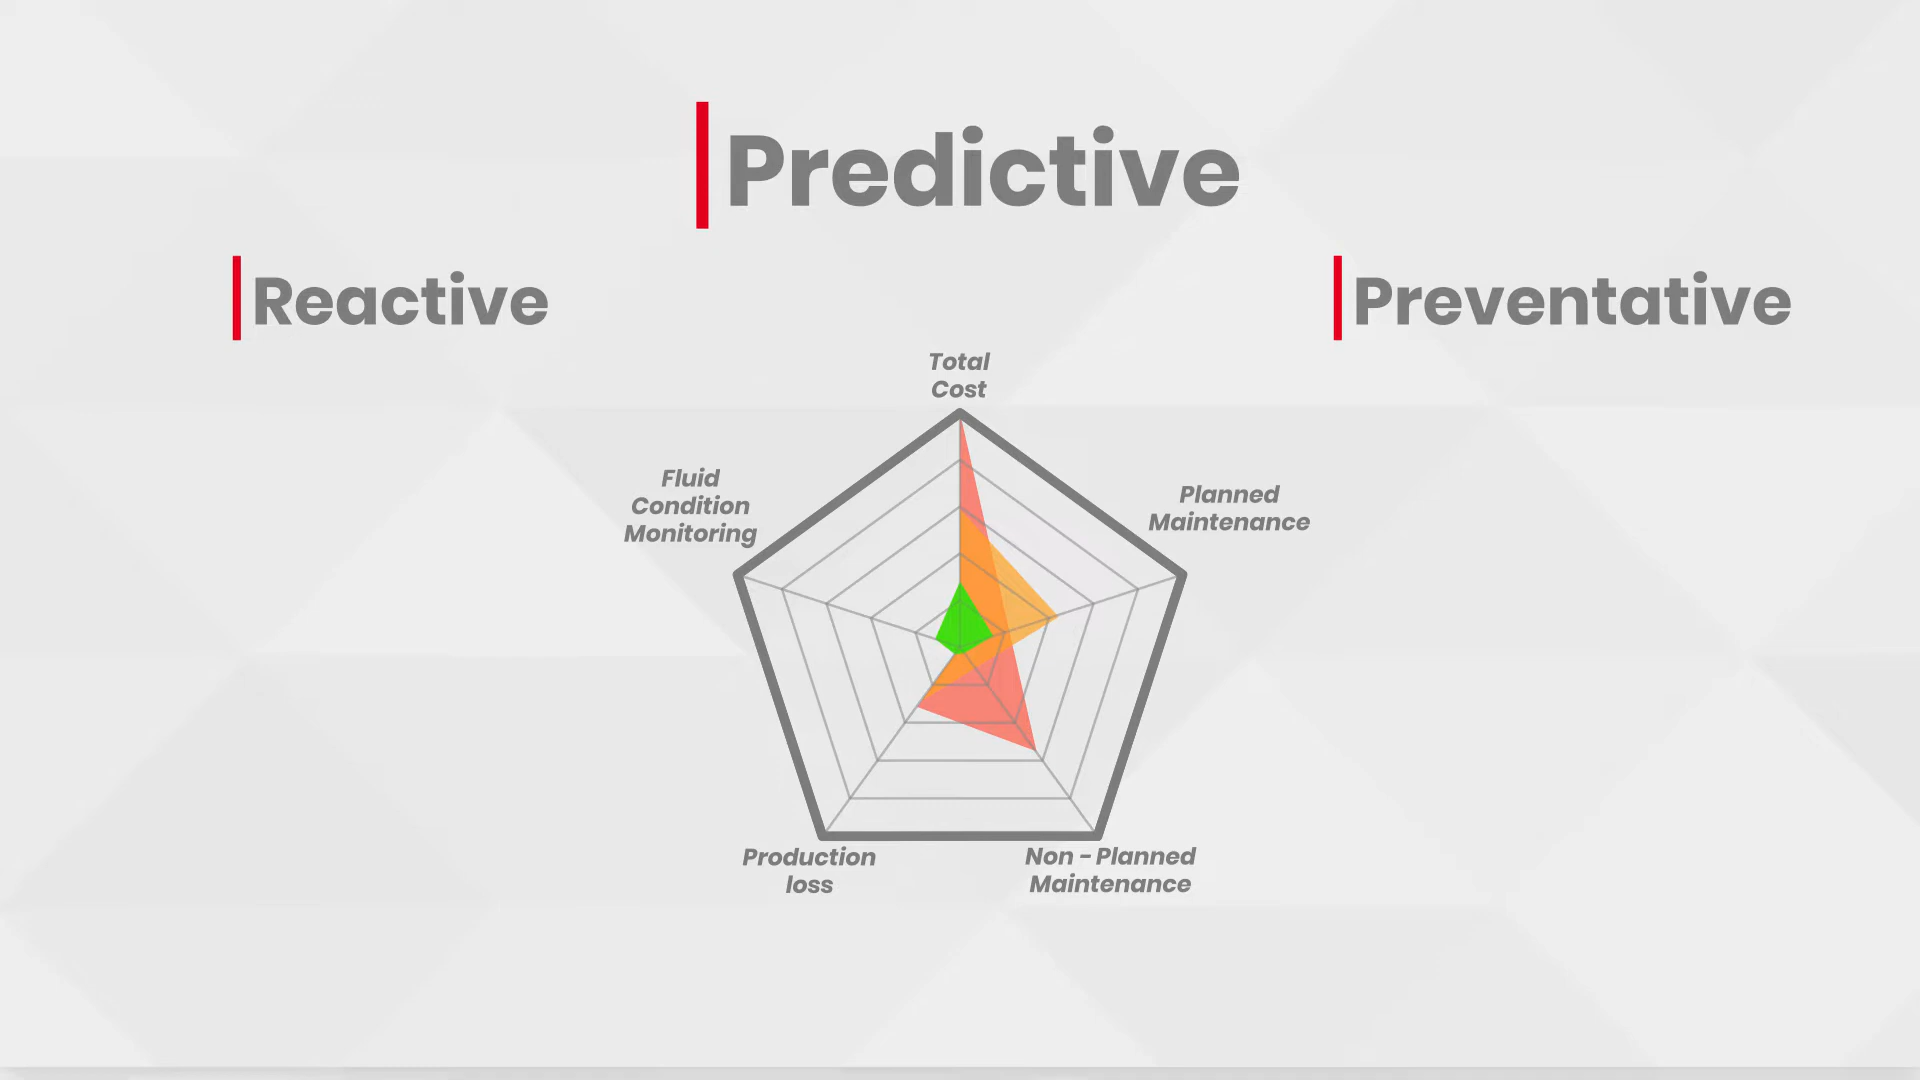 Predictive
Reactive
Preventative
Total
Cost
Fluid
Condition
Monitoring
Planned
Maintenance
Production
loss
Non - Planned
Maintenance